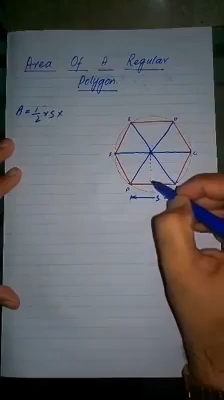 Area Of A Regular
Polygon
A = 1/2 × S ×
E
D
F
C
S